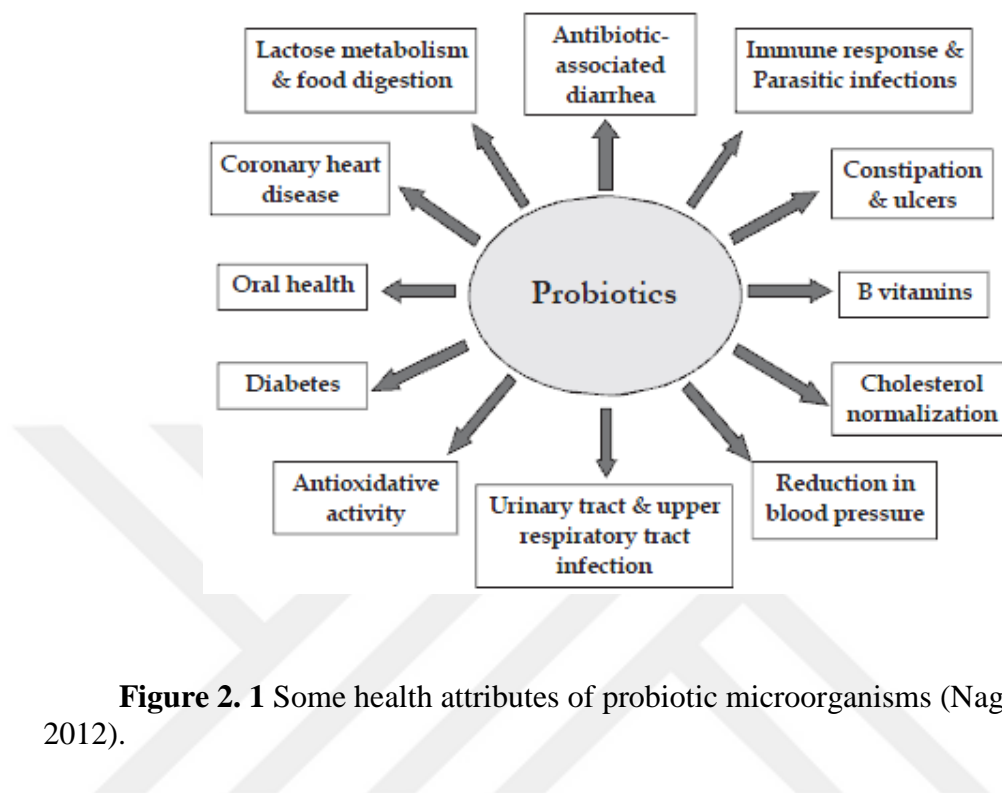 Lactose metabolism
& food digestion
Antibiotic-
associated
diarrhea
Immune response &
Parasitic infections
Coronary heart
disease
Constipation
& ulcers
Oral health
Probiotics
B vitamins
Diabetes
Cholesterol
normalization
Antioxidative
activity
Urinary tract & upper
respiratory tract
infection
Reduction in
blood pressure
Figure 2. 1 Some health attributes of probiotic microorganisms (Nag
2012).